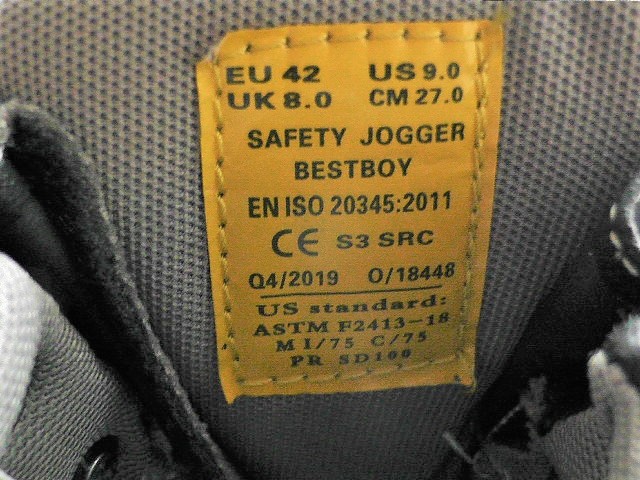 EU 42 US 9.0
UK 8.0 CM 27.0
SAFETY JOGGER
BESTBOY
EN ISO 20345:2011
CE S3 SRC
Q4/2019 O/18448
US standard:
ASTM F2413-18
M I/75 C/75
PR SD100